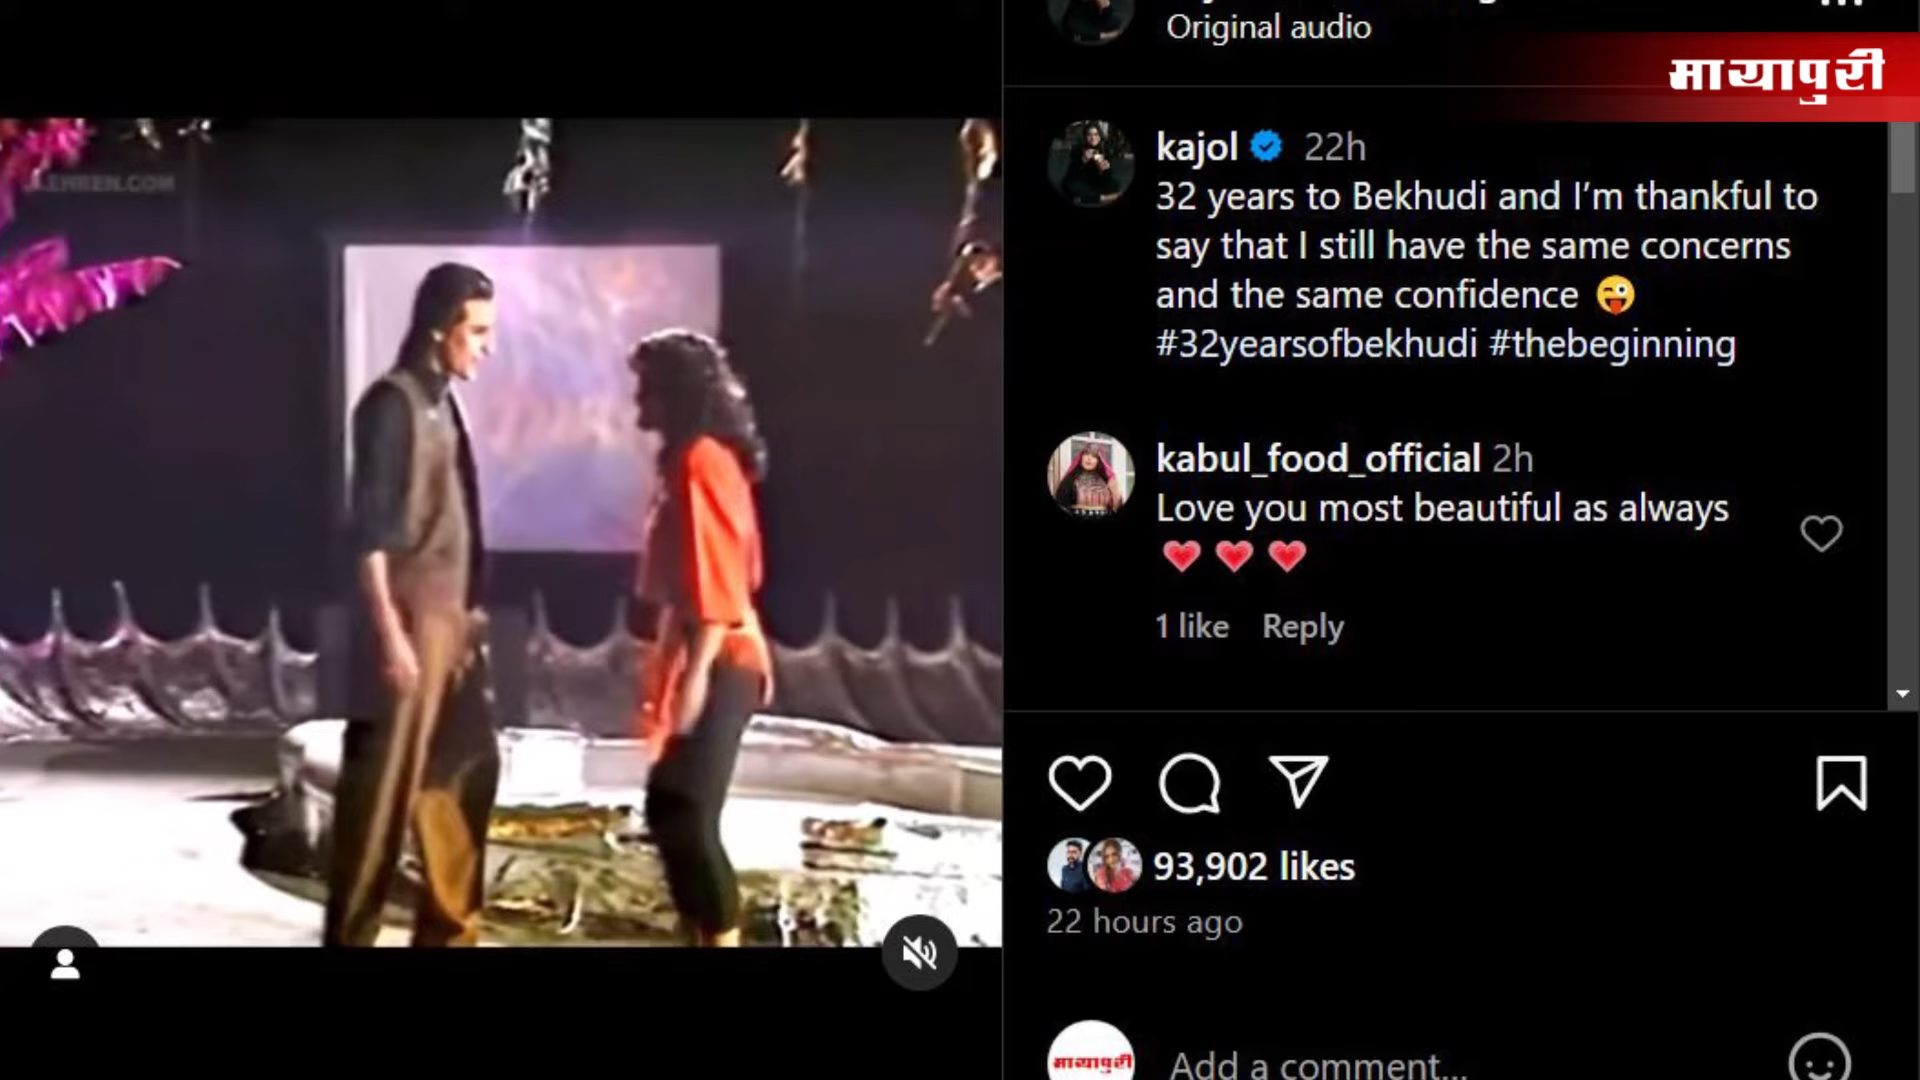 Original audio
मायापुरी
kajol 22h
32 years to Bekhudi and I’m thankful to
say that I still have the same concerns
and the same confidence 😜
#32yearsofbekhudi #thebeginning
kabul_food_official 2h
Love you most beautiful as always
❤️ ❤️ ❤️
1 like Reply
93,902 likes
22 hours ago
मायापुरी
Add a comment...